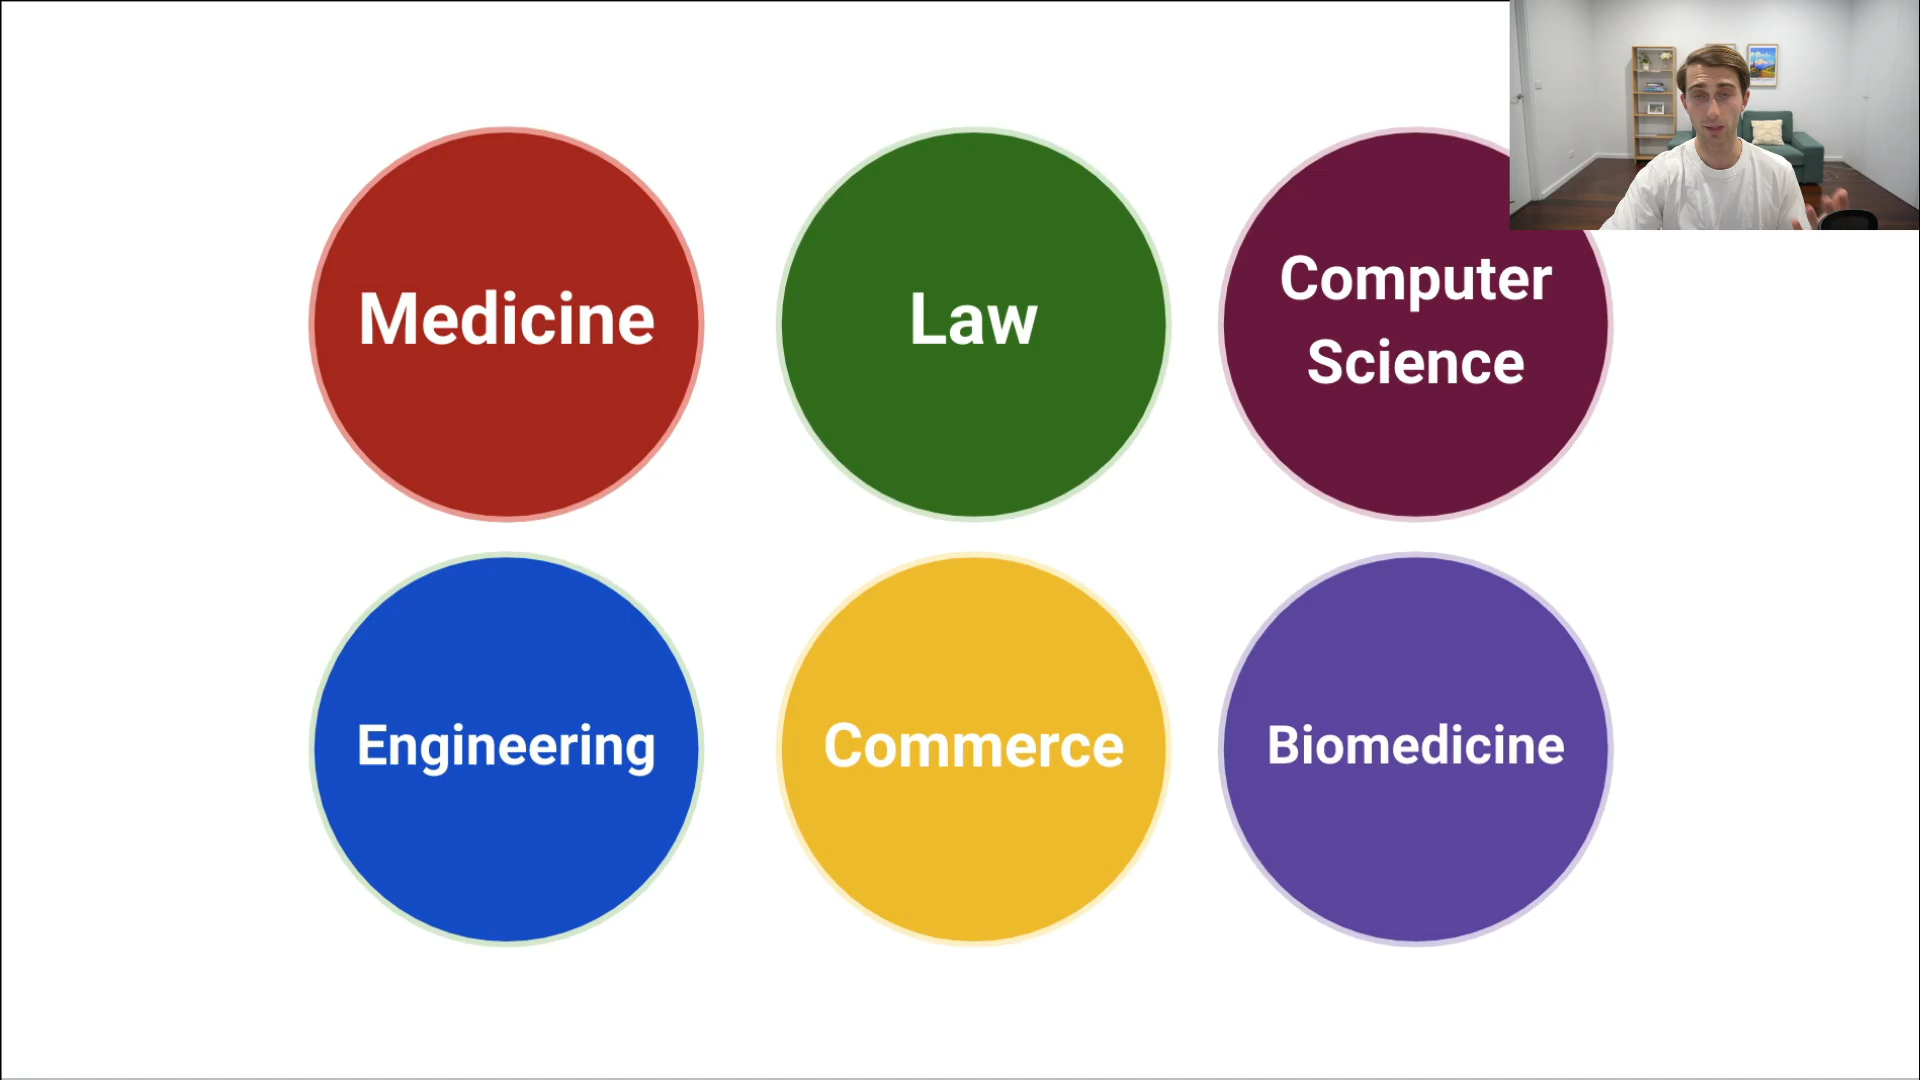 Medicine
Law
Computer
Science
Engineering
Commerce
Biomedicine